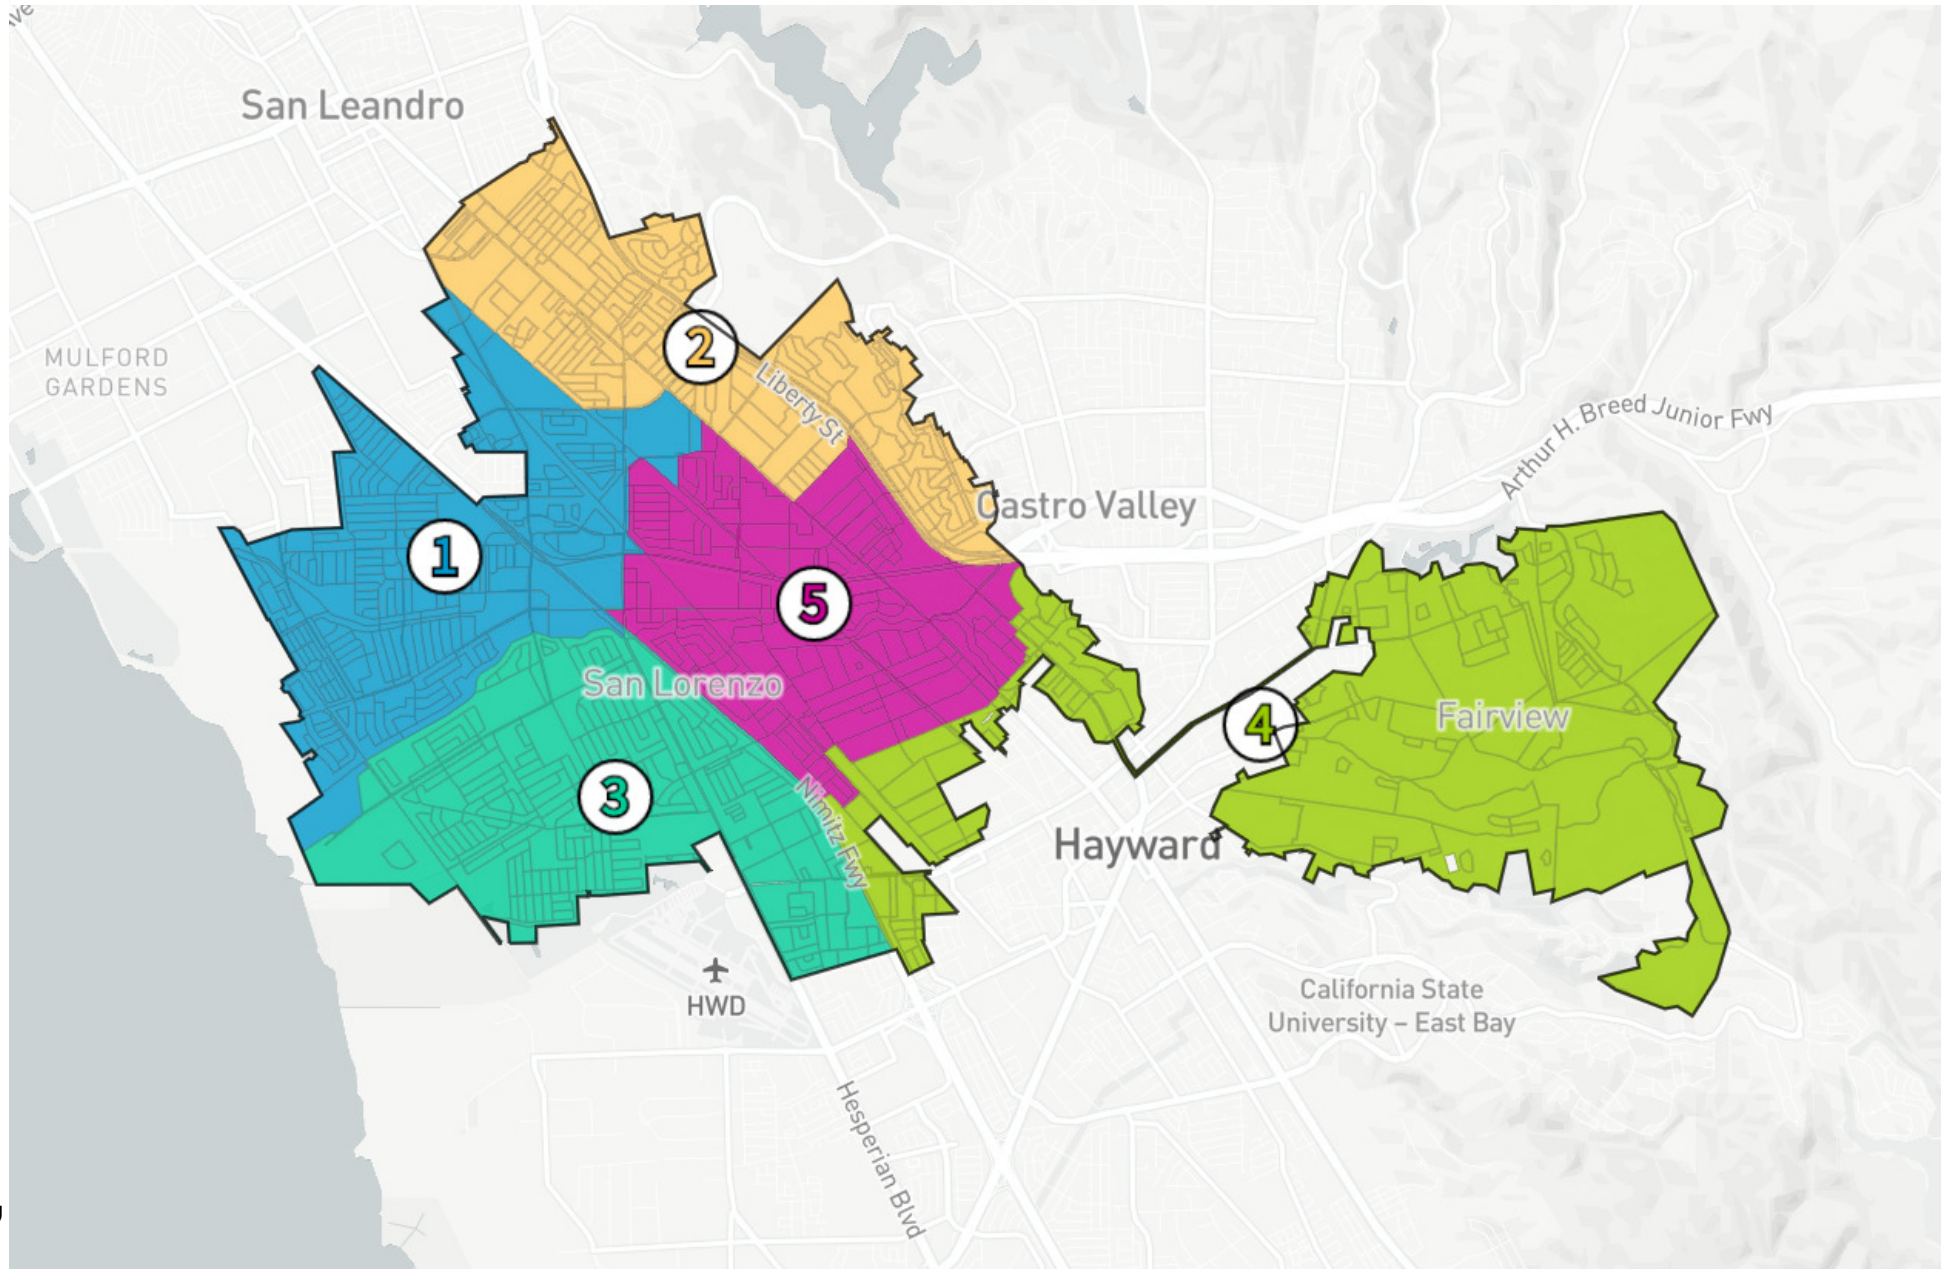 San Leandro
MULFORD
GARDENS
2
Liberty St
Arthur H. Breed Junior Fwy
Castro Valley
1
5
San Lorenzo
4
Fairview
3
Nimitz Fwy
Hayward
HWD
California State
University – East Bay
Hesperian Blvd